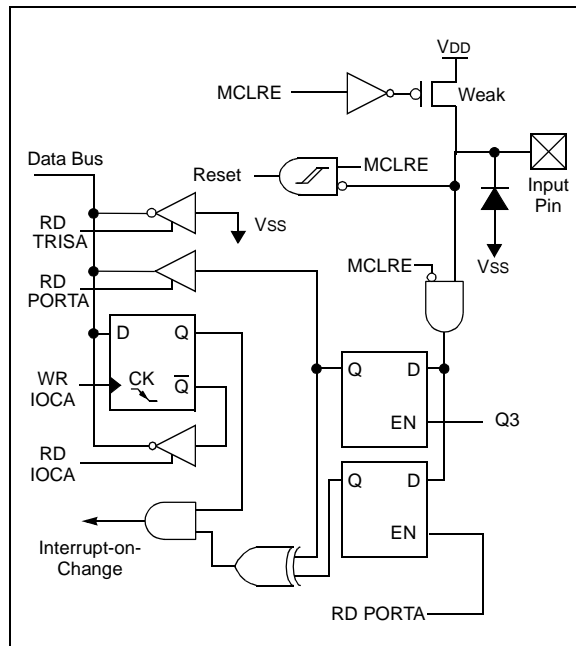 VDD
MCLRE
Weak
Data Bus
MCLRE
Reset
Input
Pin
RD
TRISA
VSS
VSS
RD
PORTA
MCLRE
D Q
Q D
WR
IOCA
CK
Q̅
EN
Q3
RD
IOCA
Q D
EN
Interrupt-on-
Change
RD PORTA